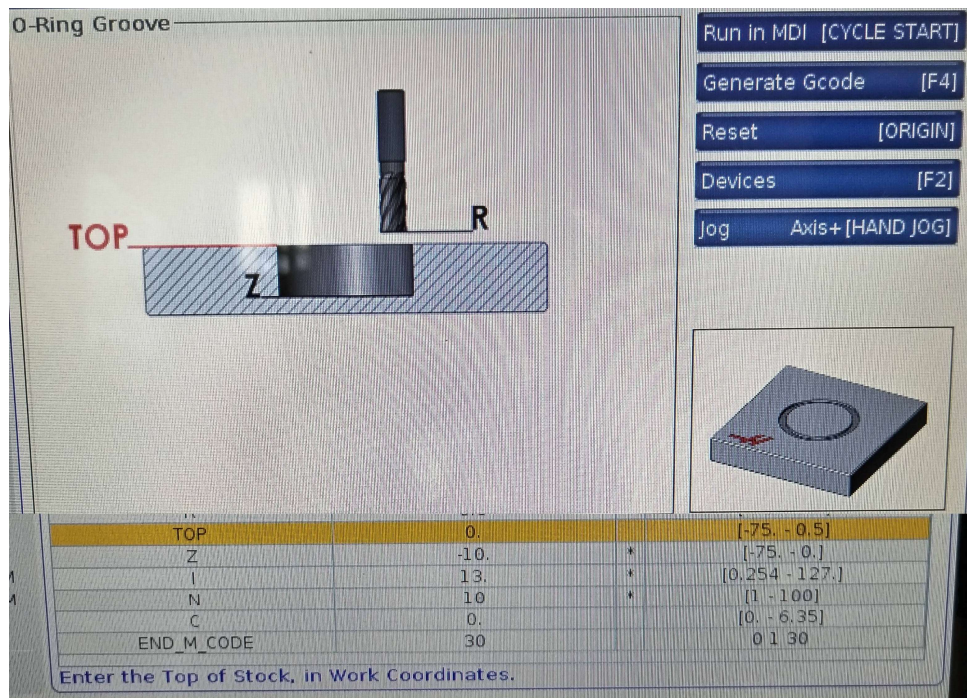 O-Ring Groove
Run in MDI [CYCLE START]
Generate Gcode [F4]
Reset [ORIGIN]
Devices [F2]
Jog Axis+[HAND JOG]
TOP
R
Z
TOP 0. [-75. - 0.5]
Z -10. * [-75. - 0.]
I 13. * [0.254 - 127.]
N 10 * [1 - 100]
C 0. [0. - 6.35]
END_M_CODE 30 0 1 30
Enter the Top of Stock, in Work Coordinates.